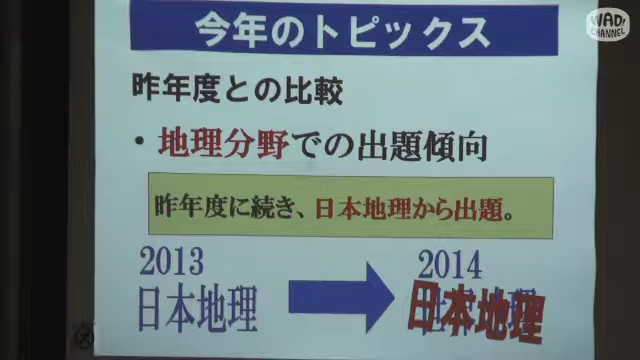 今年のトピックス
WAD!
CHANNEL
昨年度との比較
・地理分野での出題傾向
昨年度に続き、日本地理から出題。
2013
日本地理
2014
日本地理